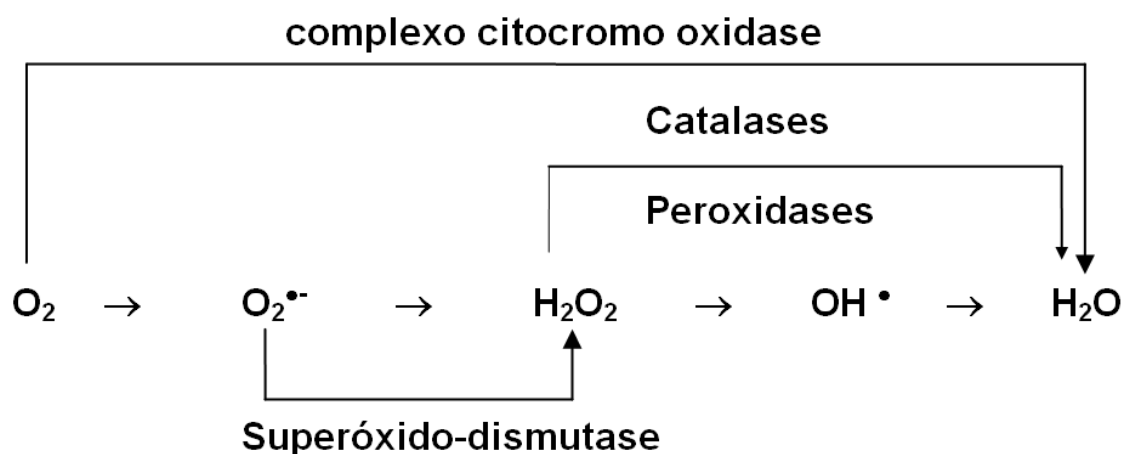 complexo citocromo oxidase
Catalases
Peroxidases
O₂ → O₂•- → H₂O₂ → OH • → H₂O
Superóxido-dismutase